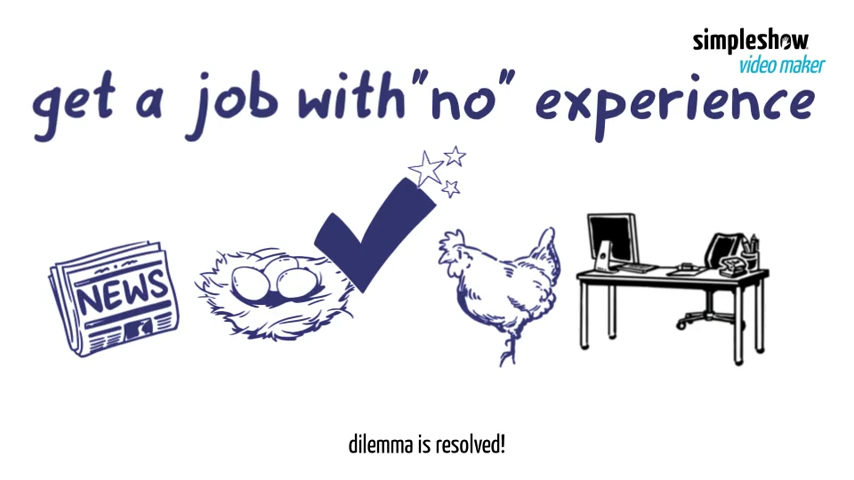 simpleshow
video maker
get a job with "no" experience
NEWS
dilemma is resolved!